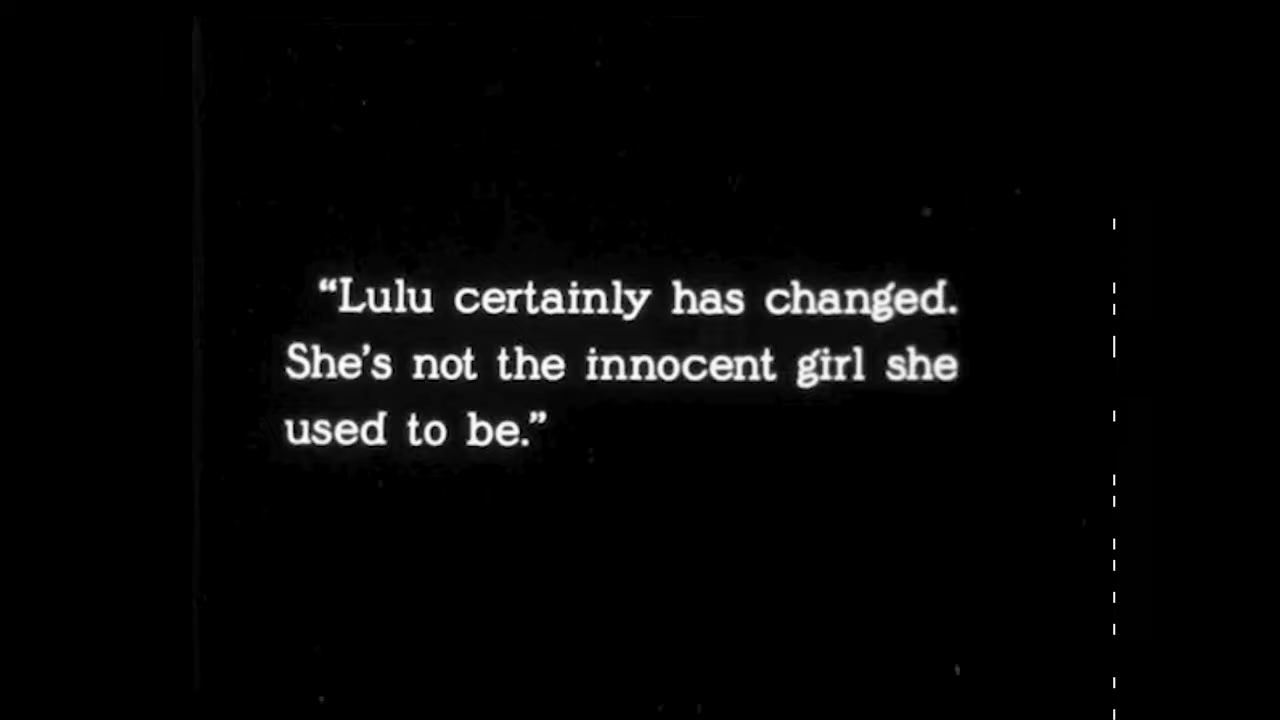 “Lulu certainly has changed.
She’s not the innocent girl she
used to be.”